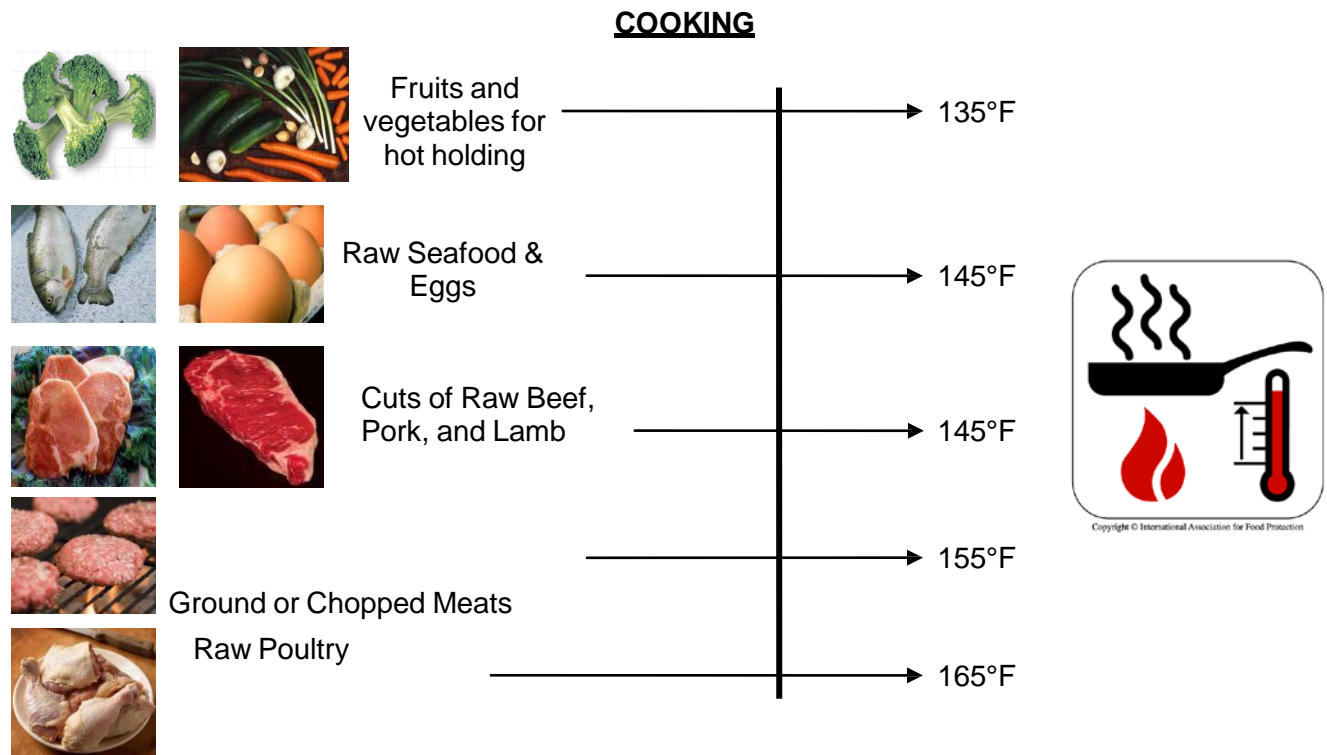 COOKING
Fruits and
vegetables for
hot holding
135°F
Raw Seafood &
Eggs
145°F
Cuts of Raw Beef,
Pork, and Lamb
145°F
Copyright © International Association for Food Protection
155°F
Ground or Chopped Meats
Raw Poultry
165°F